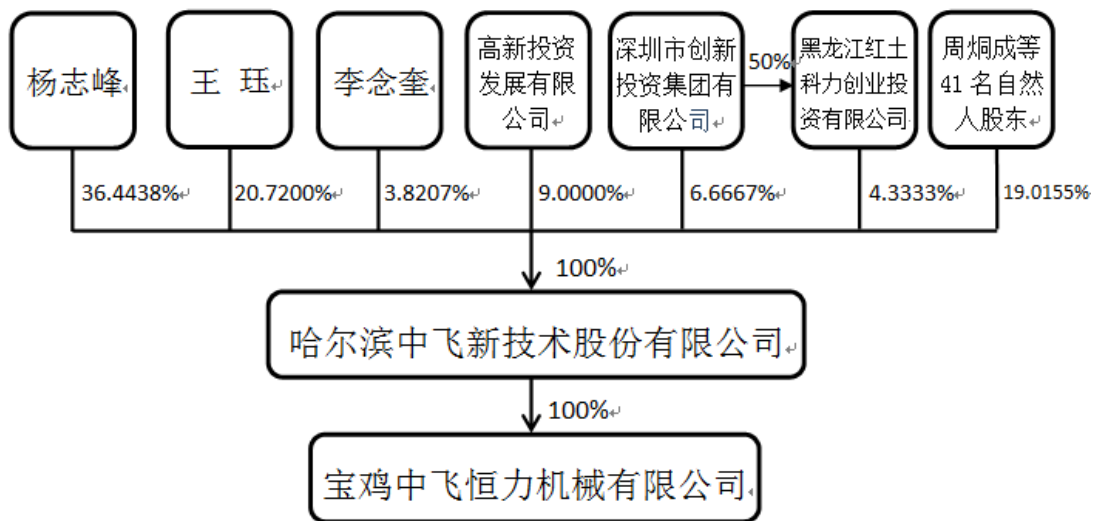 杨志峰
王 珏
李念奎
高新投资
发展有限
公司
深圳市创新
投资集团有
限公司
50%
黑龙江红土
科力创业投
资有限公司
周炯成等
41 名自然
人股东
36.4438%
20.7200%
3.8207%
9.0000%
6.6667%
4.3333%
19.0155%
100%
哈尔滨中飞新技术股份有限公司
100%
宝鸡中飞恒力机械有限公司